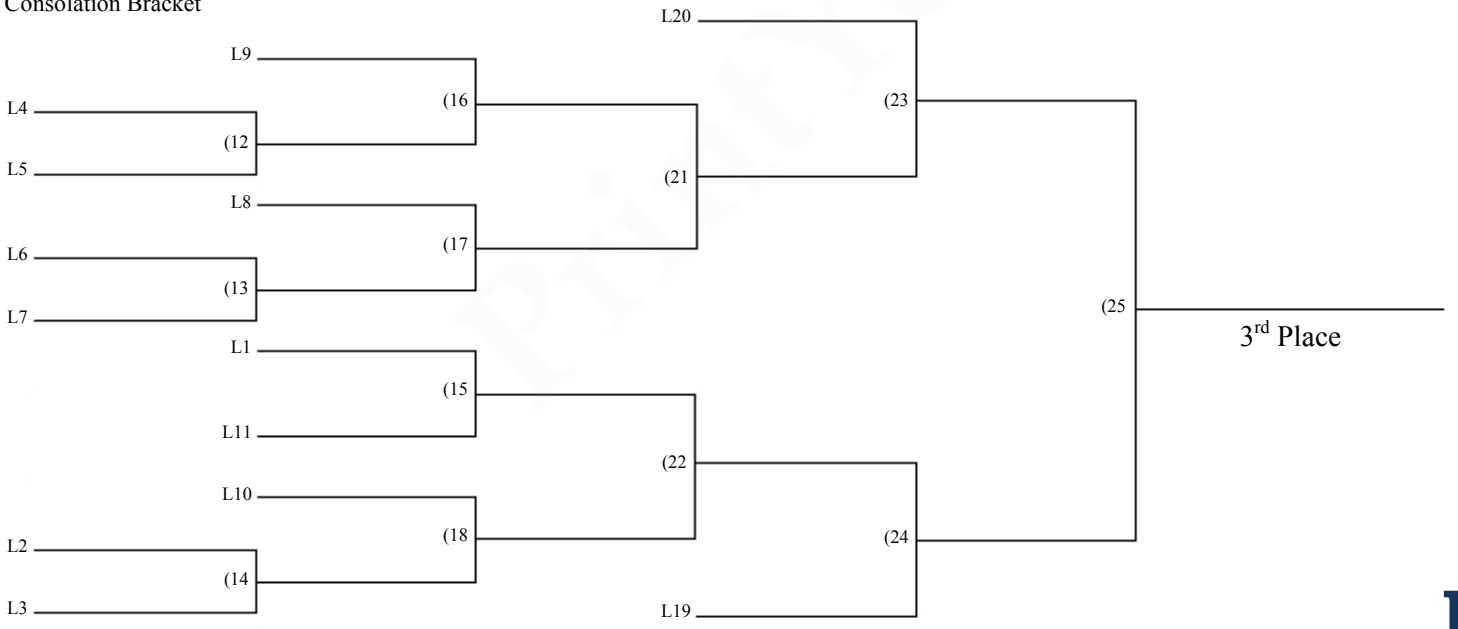 Consolation Bracket
L20
L9
(16
(23
L4
(12
L5
(21
L8
(17
L6
(13
L7
(25
3rd Place
L1
(15
L11
(22
L10
(18
(24
L2
(14
L3
L19